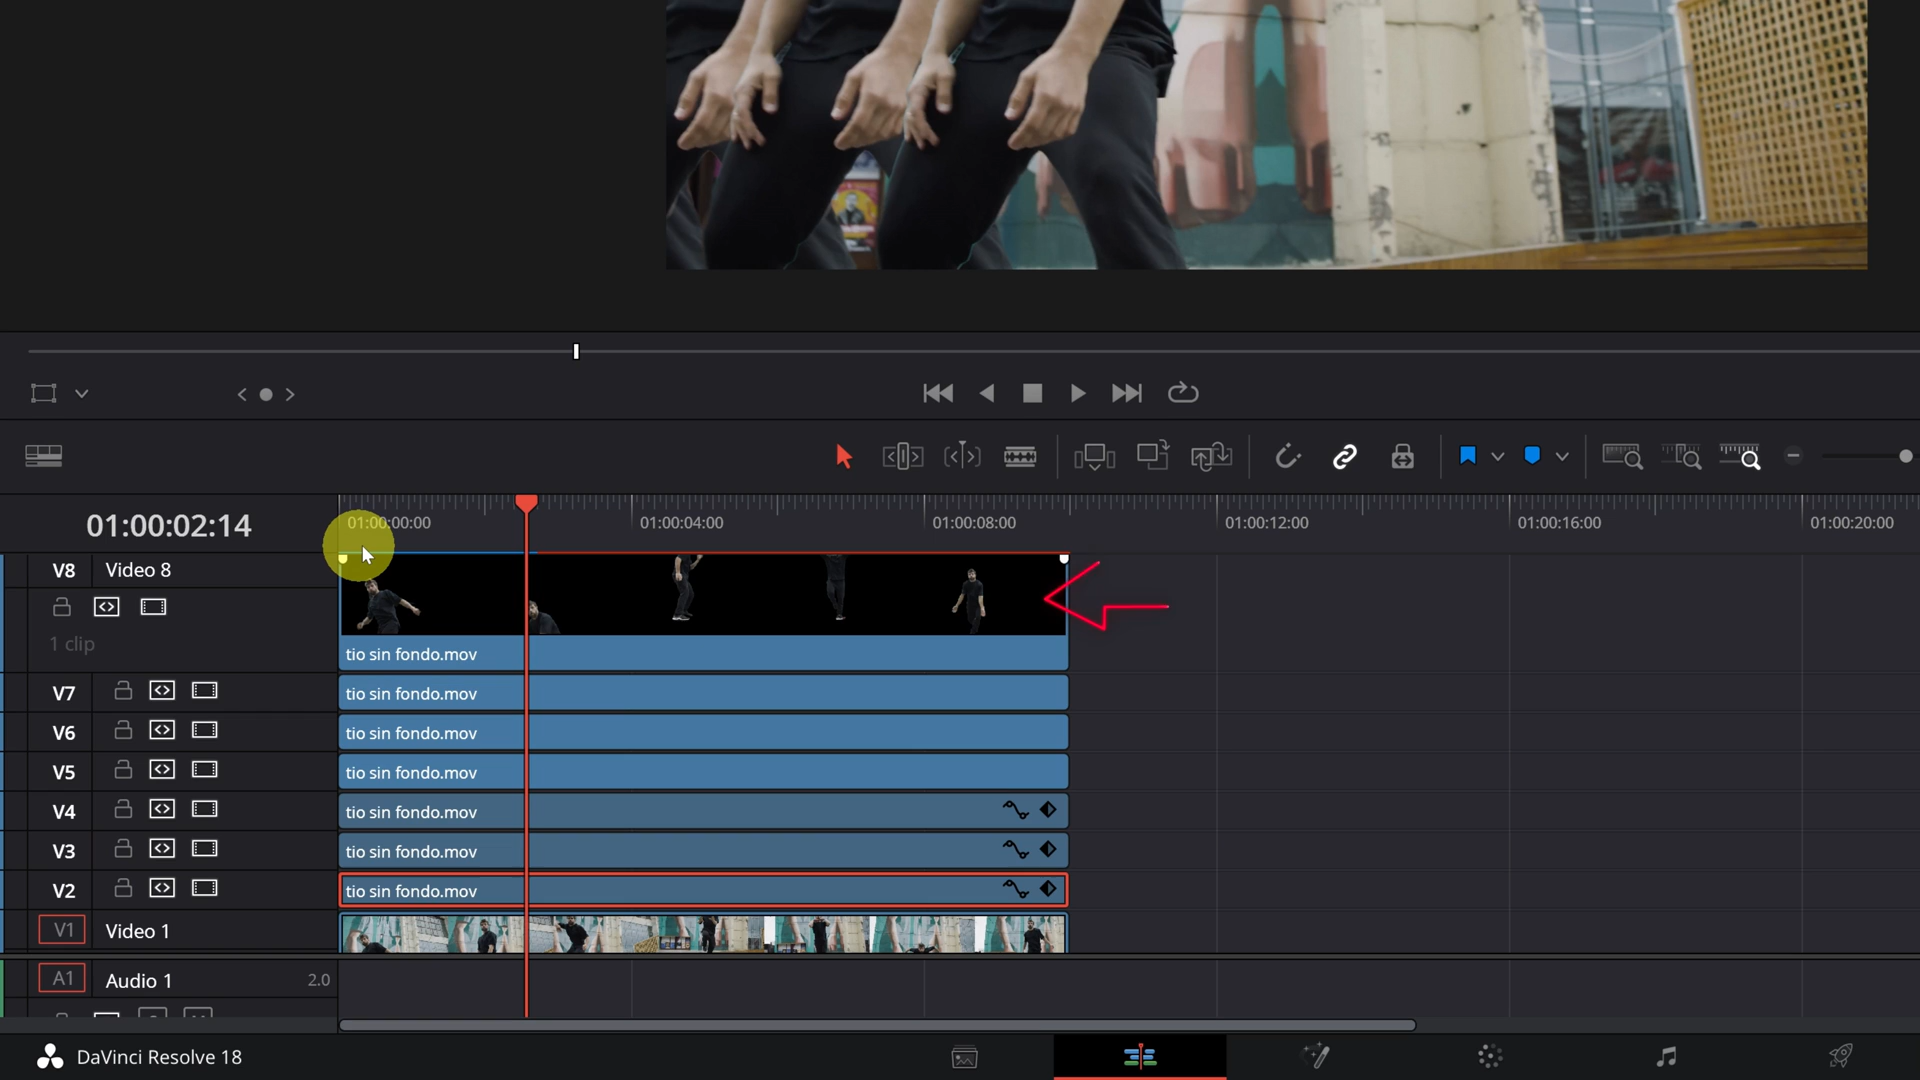 01:00:02:14
01:00:00:00
01:00:04:00
01:00:08:00
01:00:12:00
01:00:16:00
01:00:20:00
V8 Video 8
1 clip
tio sin fondo.mov
V7 tio sin fondo.mov
V6 tio sin fondo.mov
V5 tio sin fondo.mov
V4 tio sin fondo.mov
V3 tio sin fondo.mov
V2 tio sin fondo.mov
V1 Video 1
A1 Audio 1 2.0
DaVinci Resolve 18